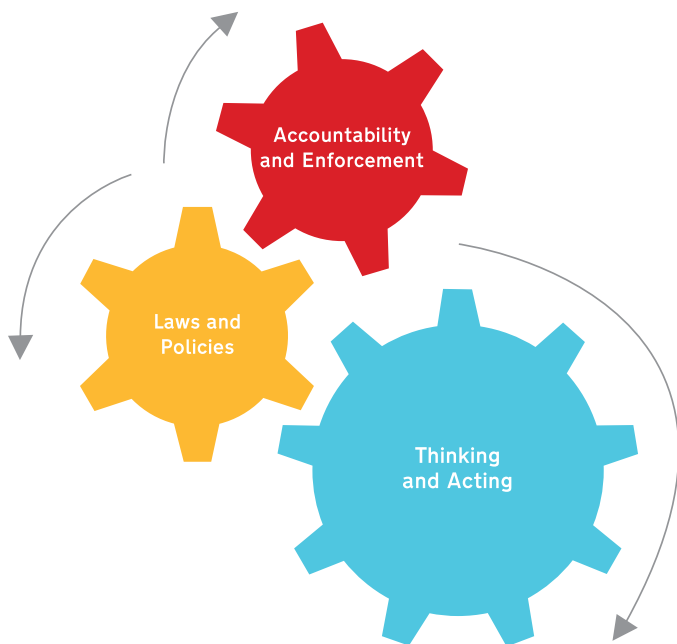 Accountability
and Enforcement
Laws and
Policies
Thinking
and Acting